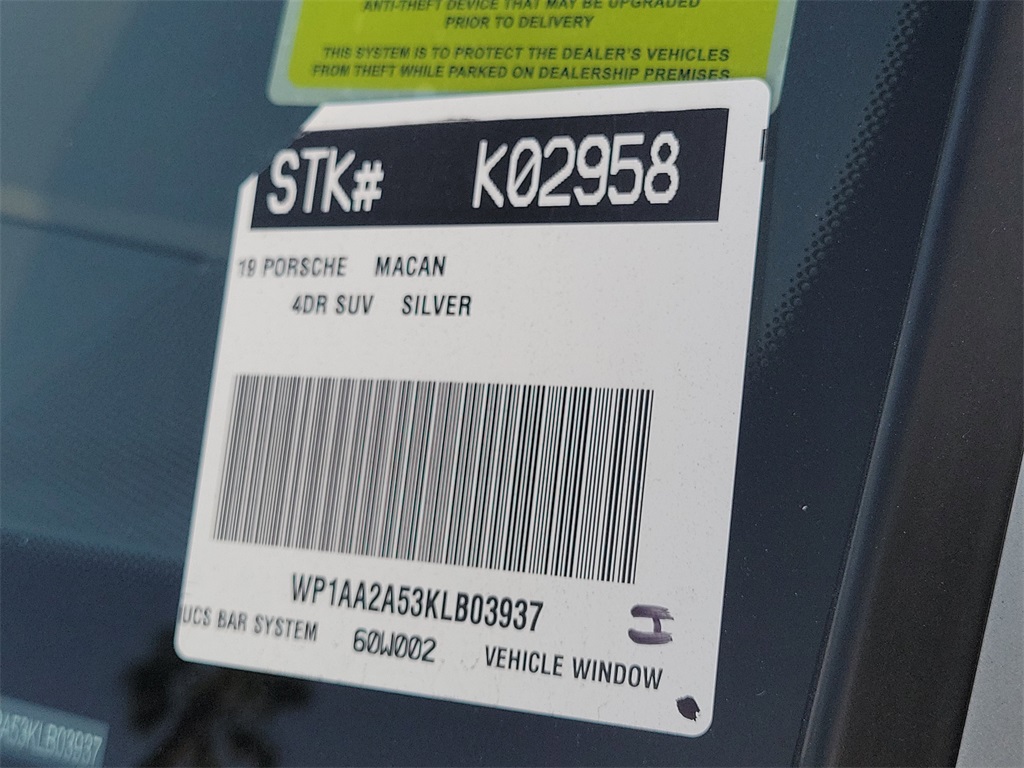 ANTI-THEFT DEVICE THAT MAY BE UPGRADED
PRIOR TO DELIVERY
THIS SYSTEM IS TO PROTECT THE DEALER'S VEHICLES
FROM THEFT WHILE PARKED ON DEALERSHIP PREMISES
STK# K02958
19 PORSCHE MACAN
4DR SUV SILVER
WP1AA2A53KLB03937
UCS BAR SYSTEM 60W002 VEHICLE WINDOW
H
A53KLB03937